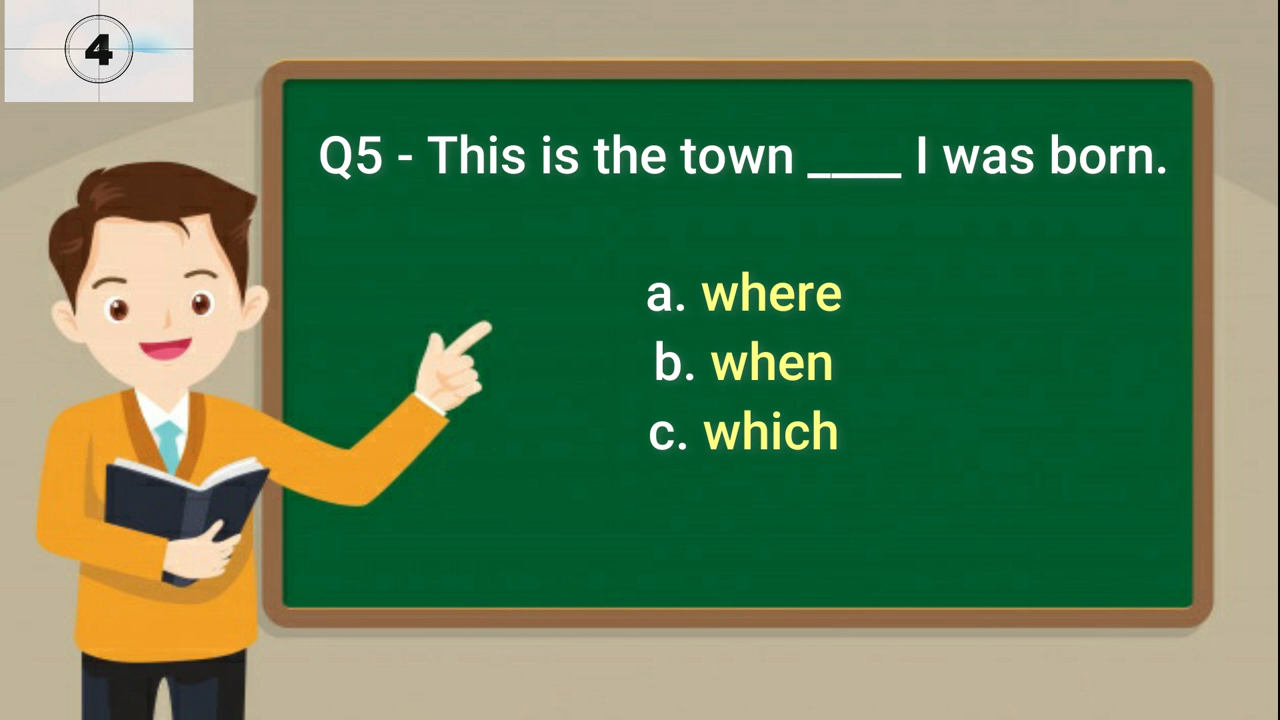 4
Q5 - This is the town ____ I was born.
a. where
b. when
c. which